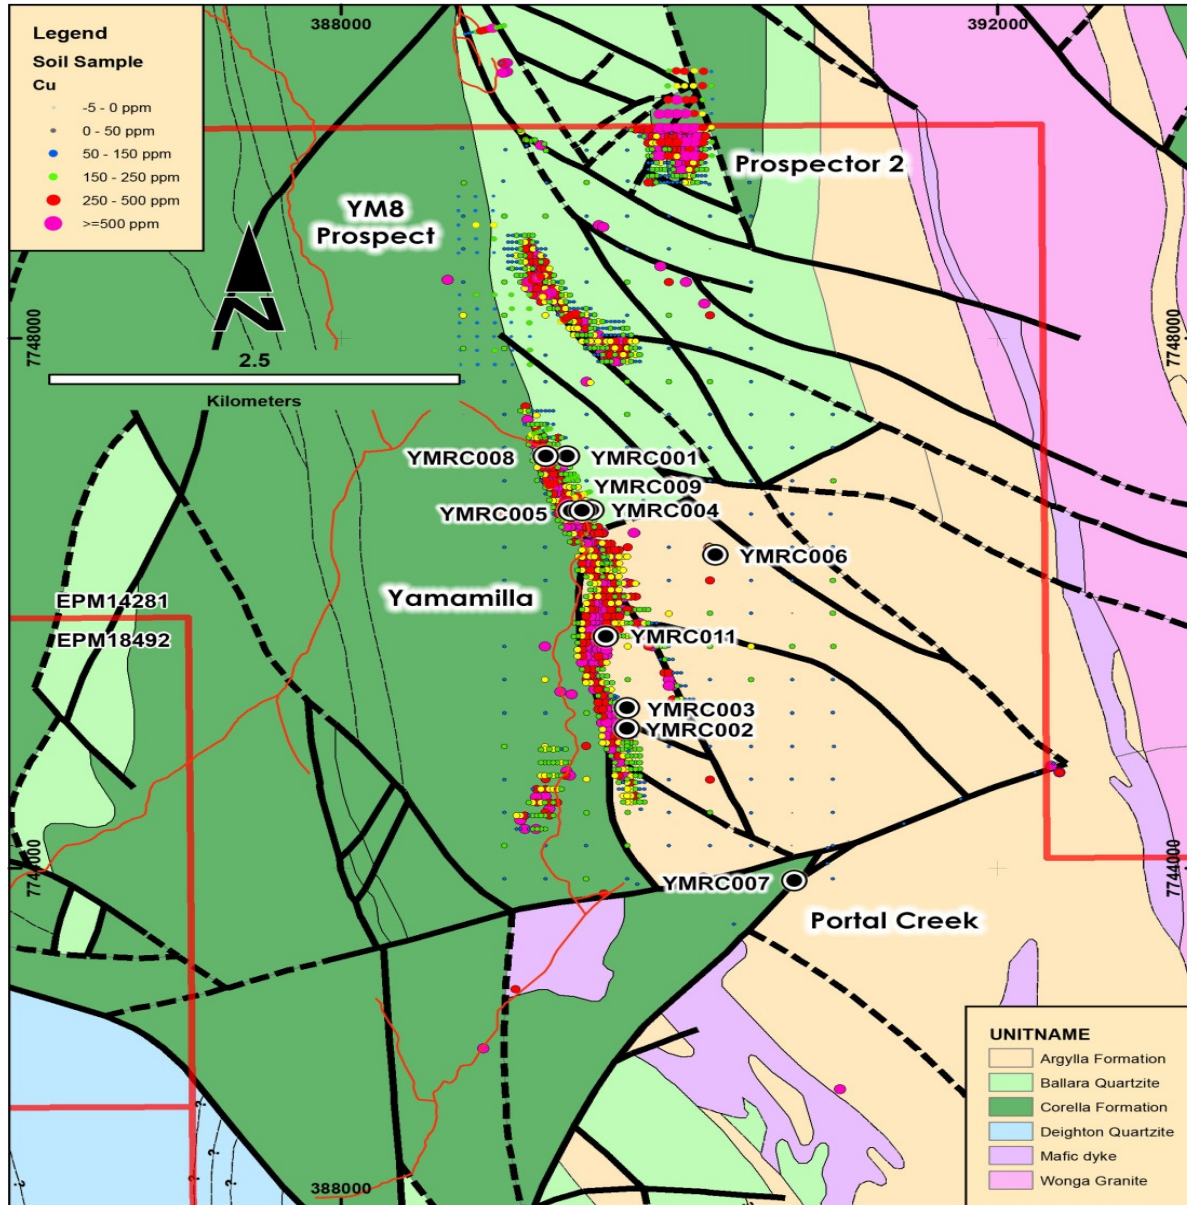 388000
392000
Legend
Soil Sample
Cu
-5 - 0 ppm
0 - 50 ppm
50 - 150 ppm
150 - 250 ppm
250 - 500 ppm
>=500 ppm
Prospector 2
YM8
Prospect
N
7748000
7748000
2.5
Kilometers
YMRC008
YMRC001
YMRC009
YMRC005
YMRC004
YMRC006
Yamamilla
EPM14281
EPM18492
YMRC011
YMRC003
YMRC002
7744000
7744000
YMRC007
Portal Creek
UNITNAME
Argylla Formation
Ballara Quartzite
Corella Formation
Deighton Quartzite
Mafic dyke
Wonga Granite
? ? ? ? ?
388000